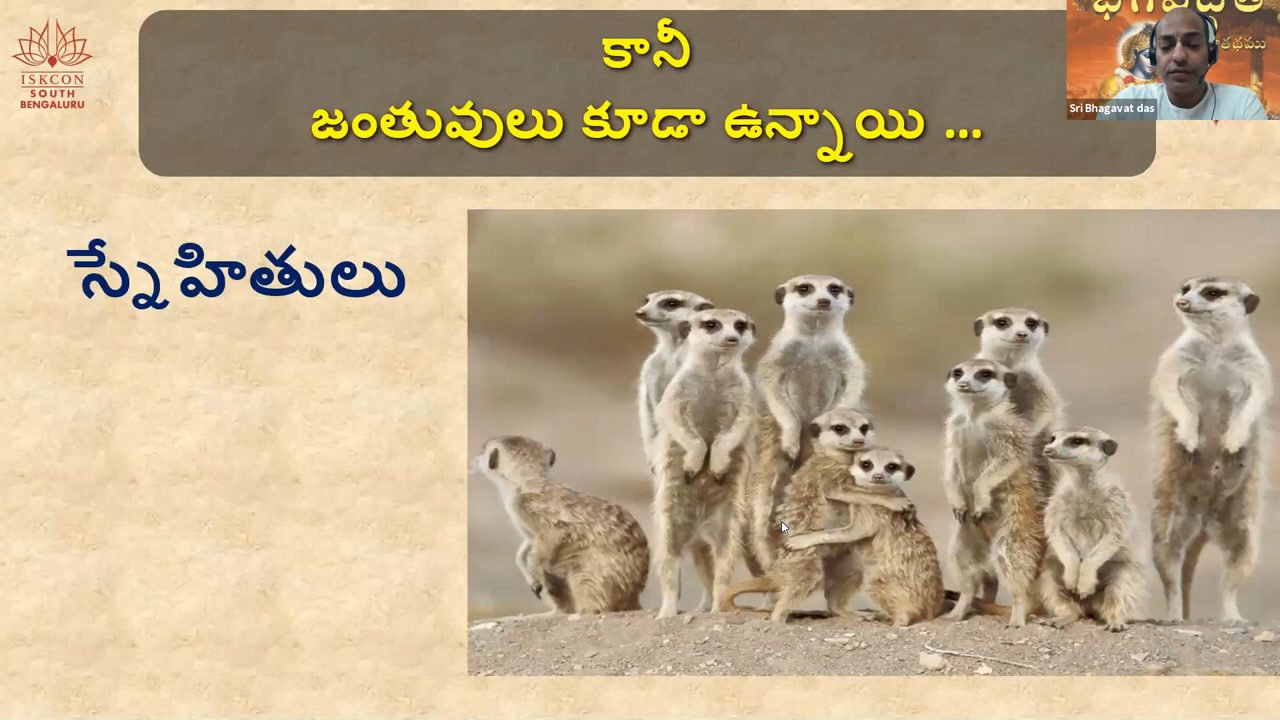 కానీ
జంతువులు కూడా ఉన్నాయి ...
స్నేహితులు
ISKCON
SOUTH
BENGALURU
Sri Bhagavat das